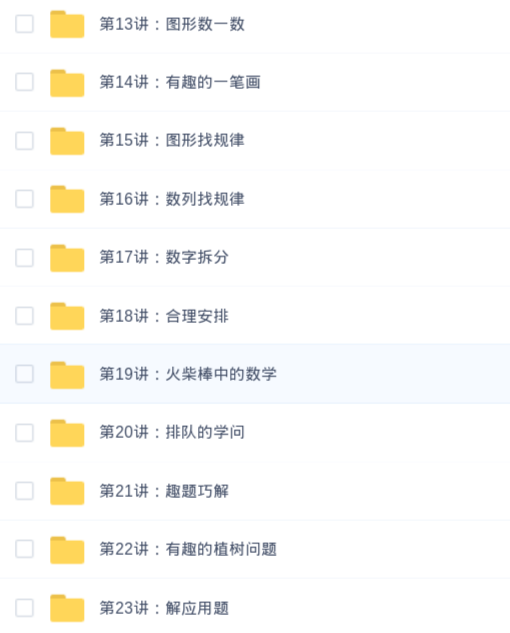 第13讲：图形数一数
第14讲：有趣的一笔画
第15讲：图形找规律
第16讲：数列找规律
第17讲：数字拆分
第18讲：合理安排
第19讲：火柴棒中的数学
第20讲：排队的学问
第21讲：趣题巧解
第22讲：有趣的植树问题
第23讲：解应用题